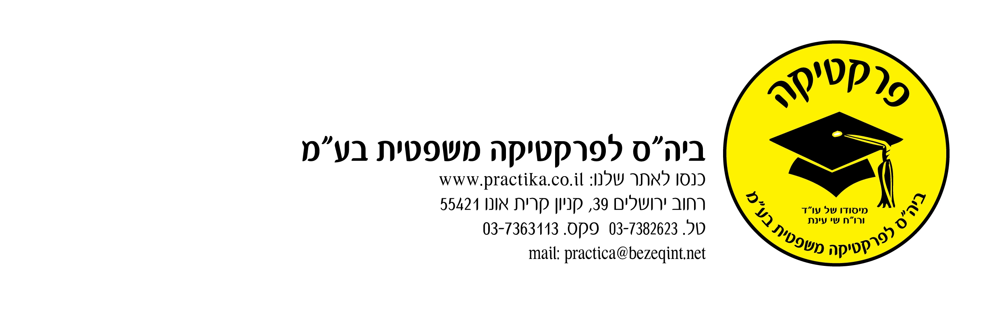 פרקטיקה
מיסודו של עו״ד
ורו״ח שי עינת
ביה״ס לפרקטיקה משפטית בע״מ
ביה״ס לפרקטיקה משפטית בע״מ
כנסו לאתר שלנו: www.practika.co.il
רחוב ירושלים 39, קניון קרית אונו 55421
טל. 03-7382623 פקס. 03-7363113
mail: practica@bezeqint.net